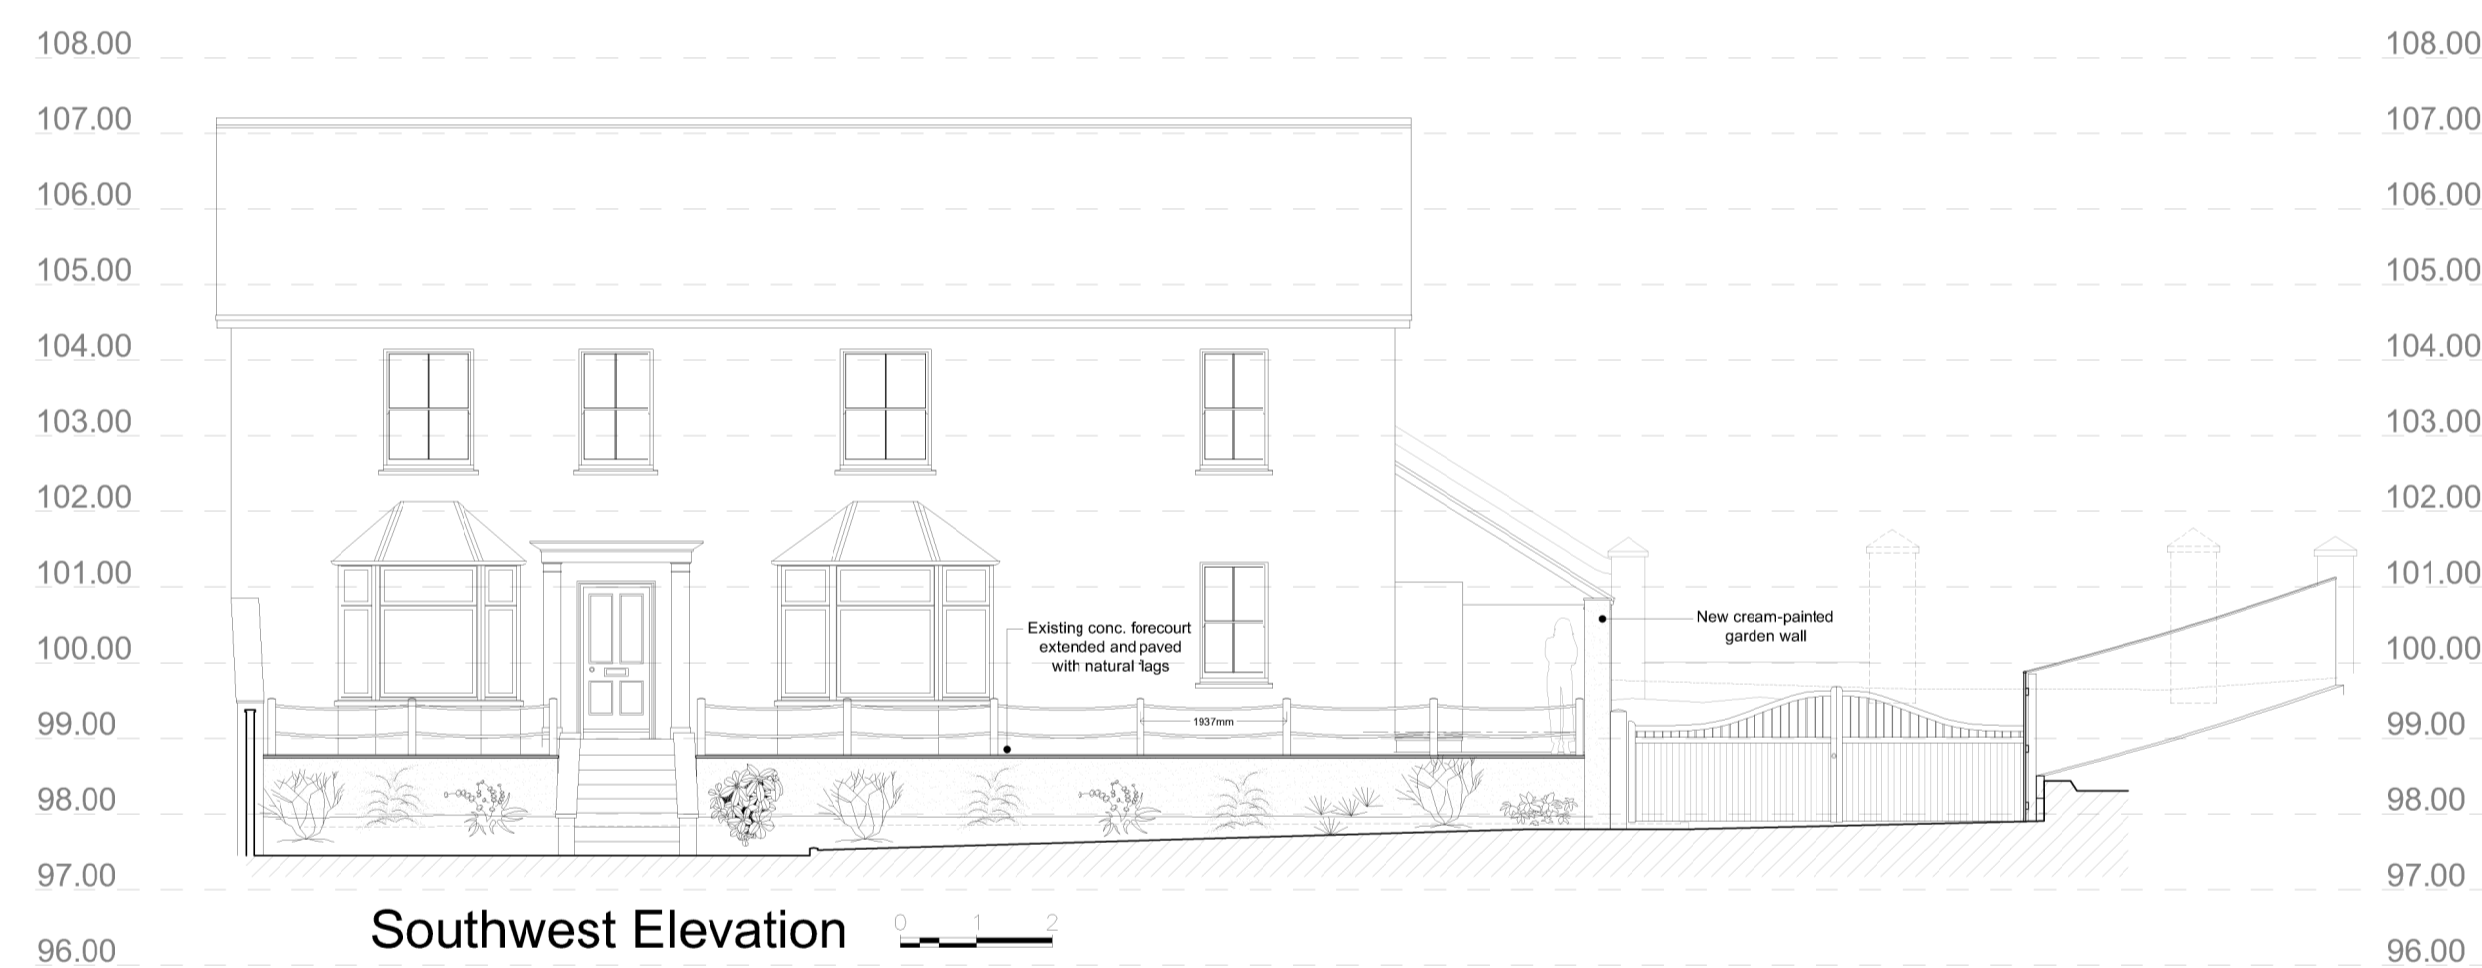 108.00 108.00
107.00 107.00
106.00 106.00
105.00 105.00
104.00 104.00
103.00 103.00
102.00 102.00
101.00 101.00
Existing conc. forecourt
extended and paved
with natural flags
New cream-painted
garden wall
100.00 100.00
1937mm
99.00 99.00
98.00 98.00
97.00 97.00
Southwest Elevation
0 1 2
96.00 96.00